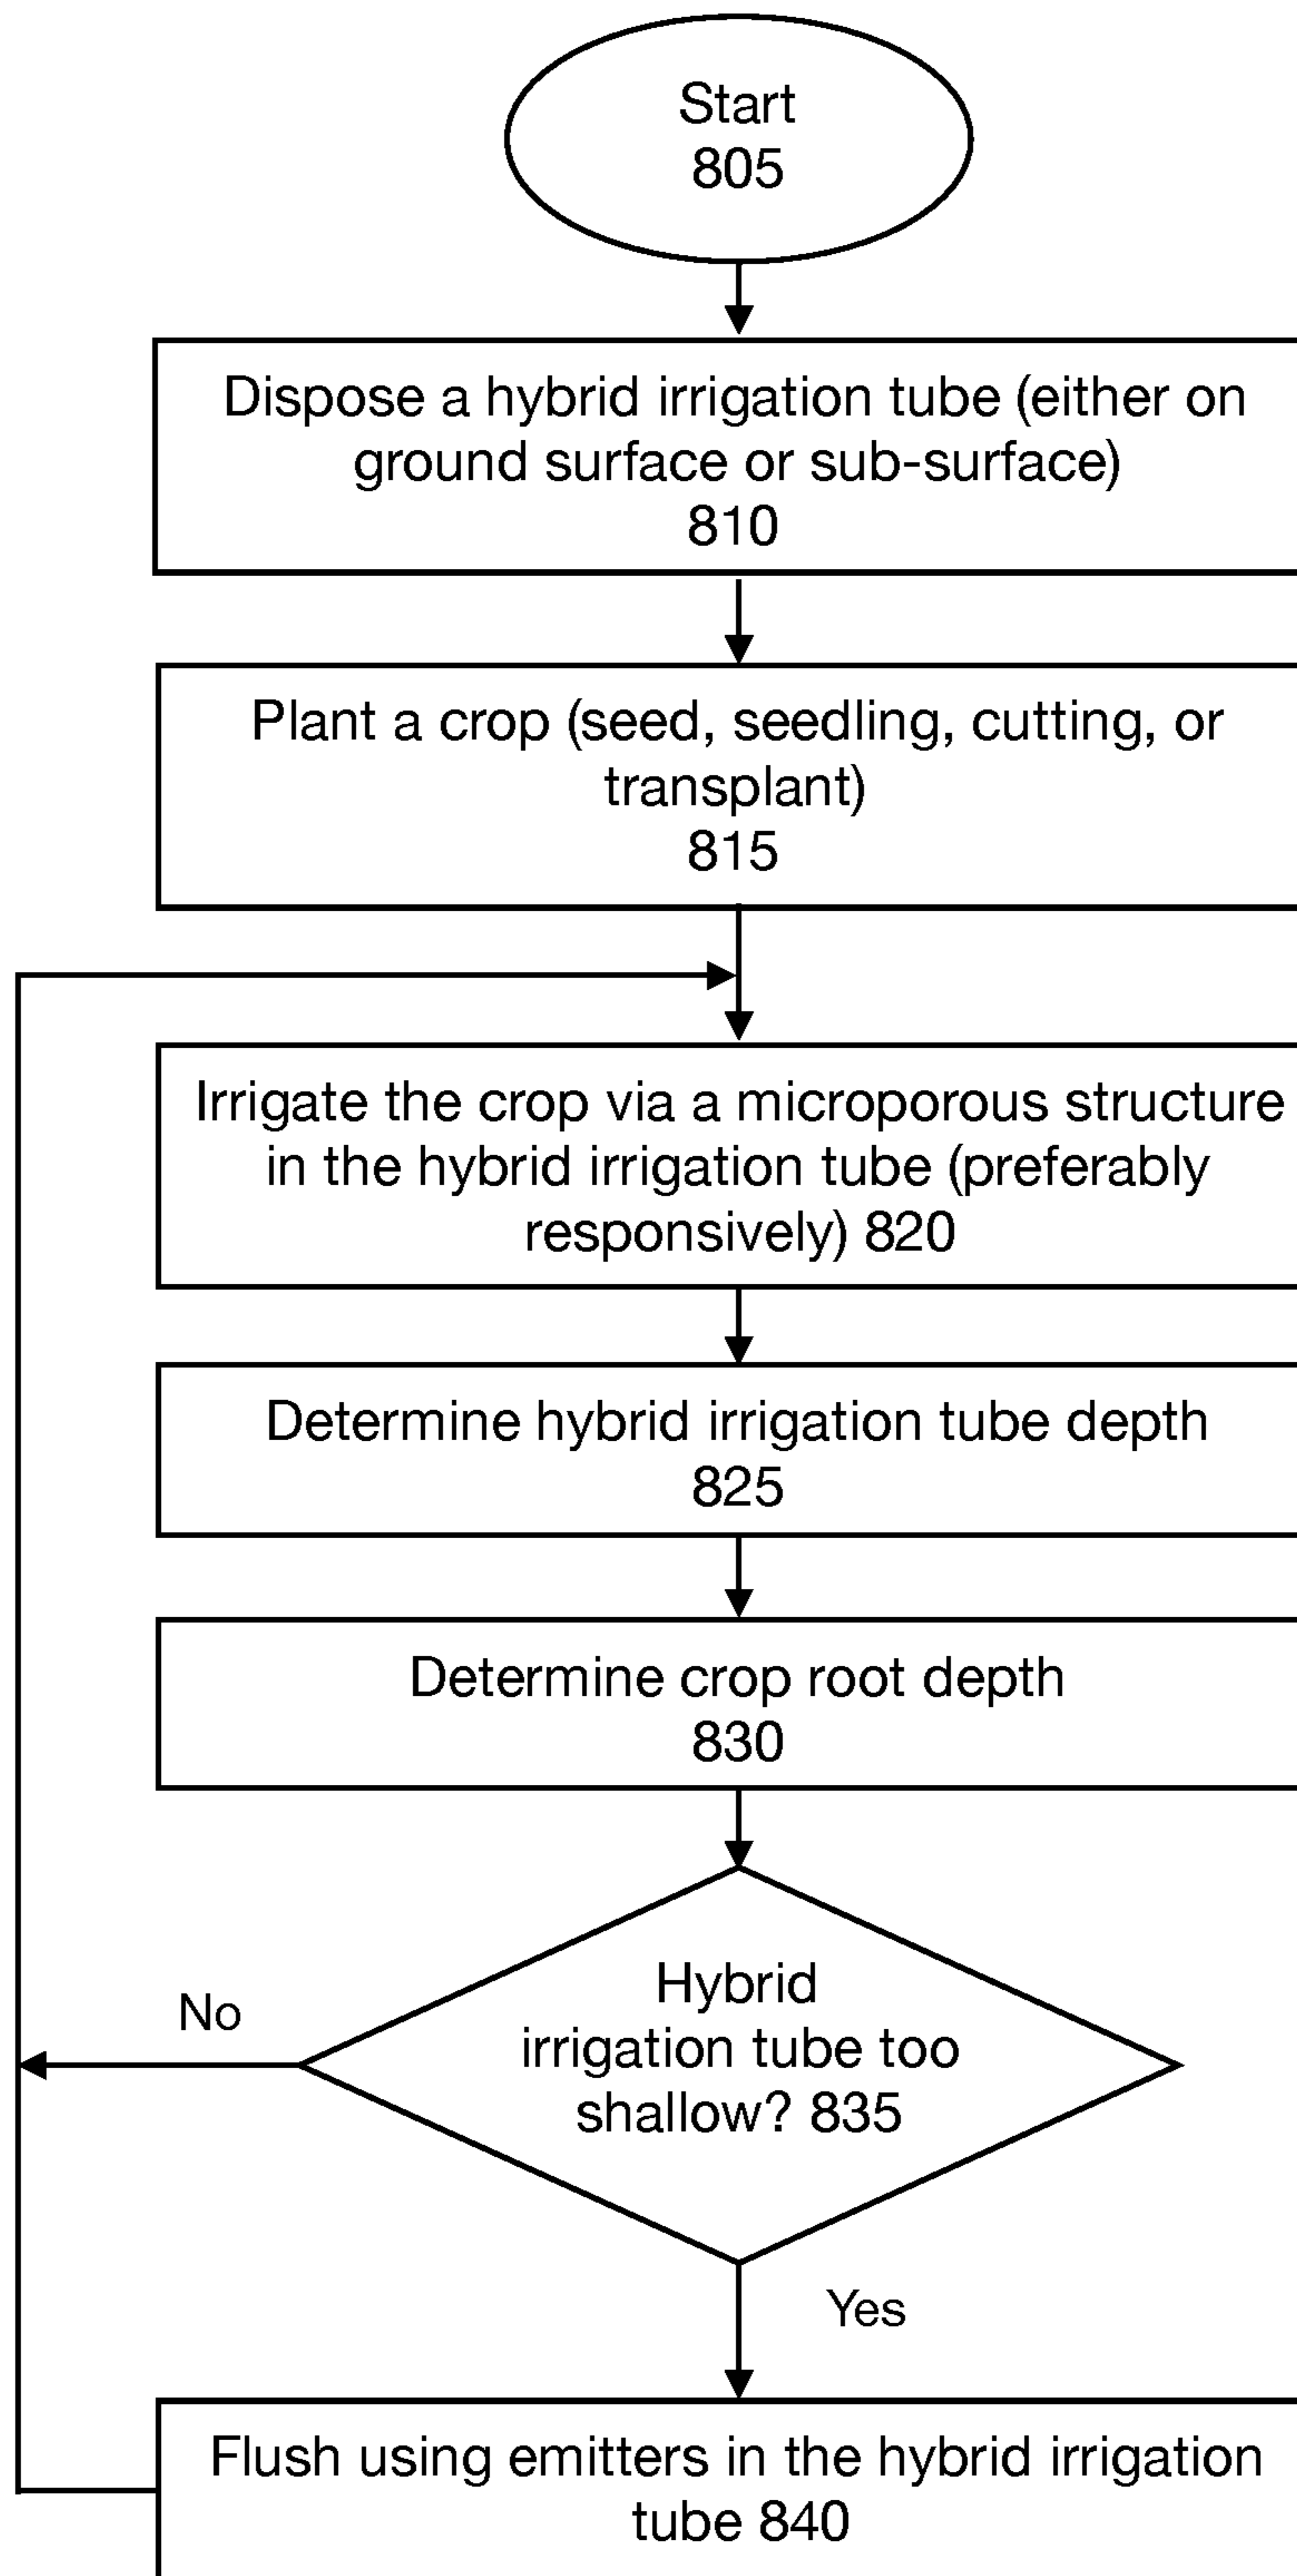 Start
805
Dispose a hybrid irrigation tube (either on
ground surface or sub-surface)
810
Plant a crop (seed, seedling, cutting, or
transplant)
815
Irrigate the crop via a microporous structure
in the hybrid irrigation tube (preferably
responsively) 820
Determine hybrid irrigation tube depth
825
Determine crop root depth
830
Hybrid
irrigation tube too
shallow? 835
No
Yes
Flush using emitters in the hybrid irrigation
tube 840